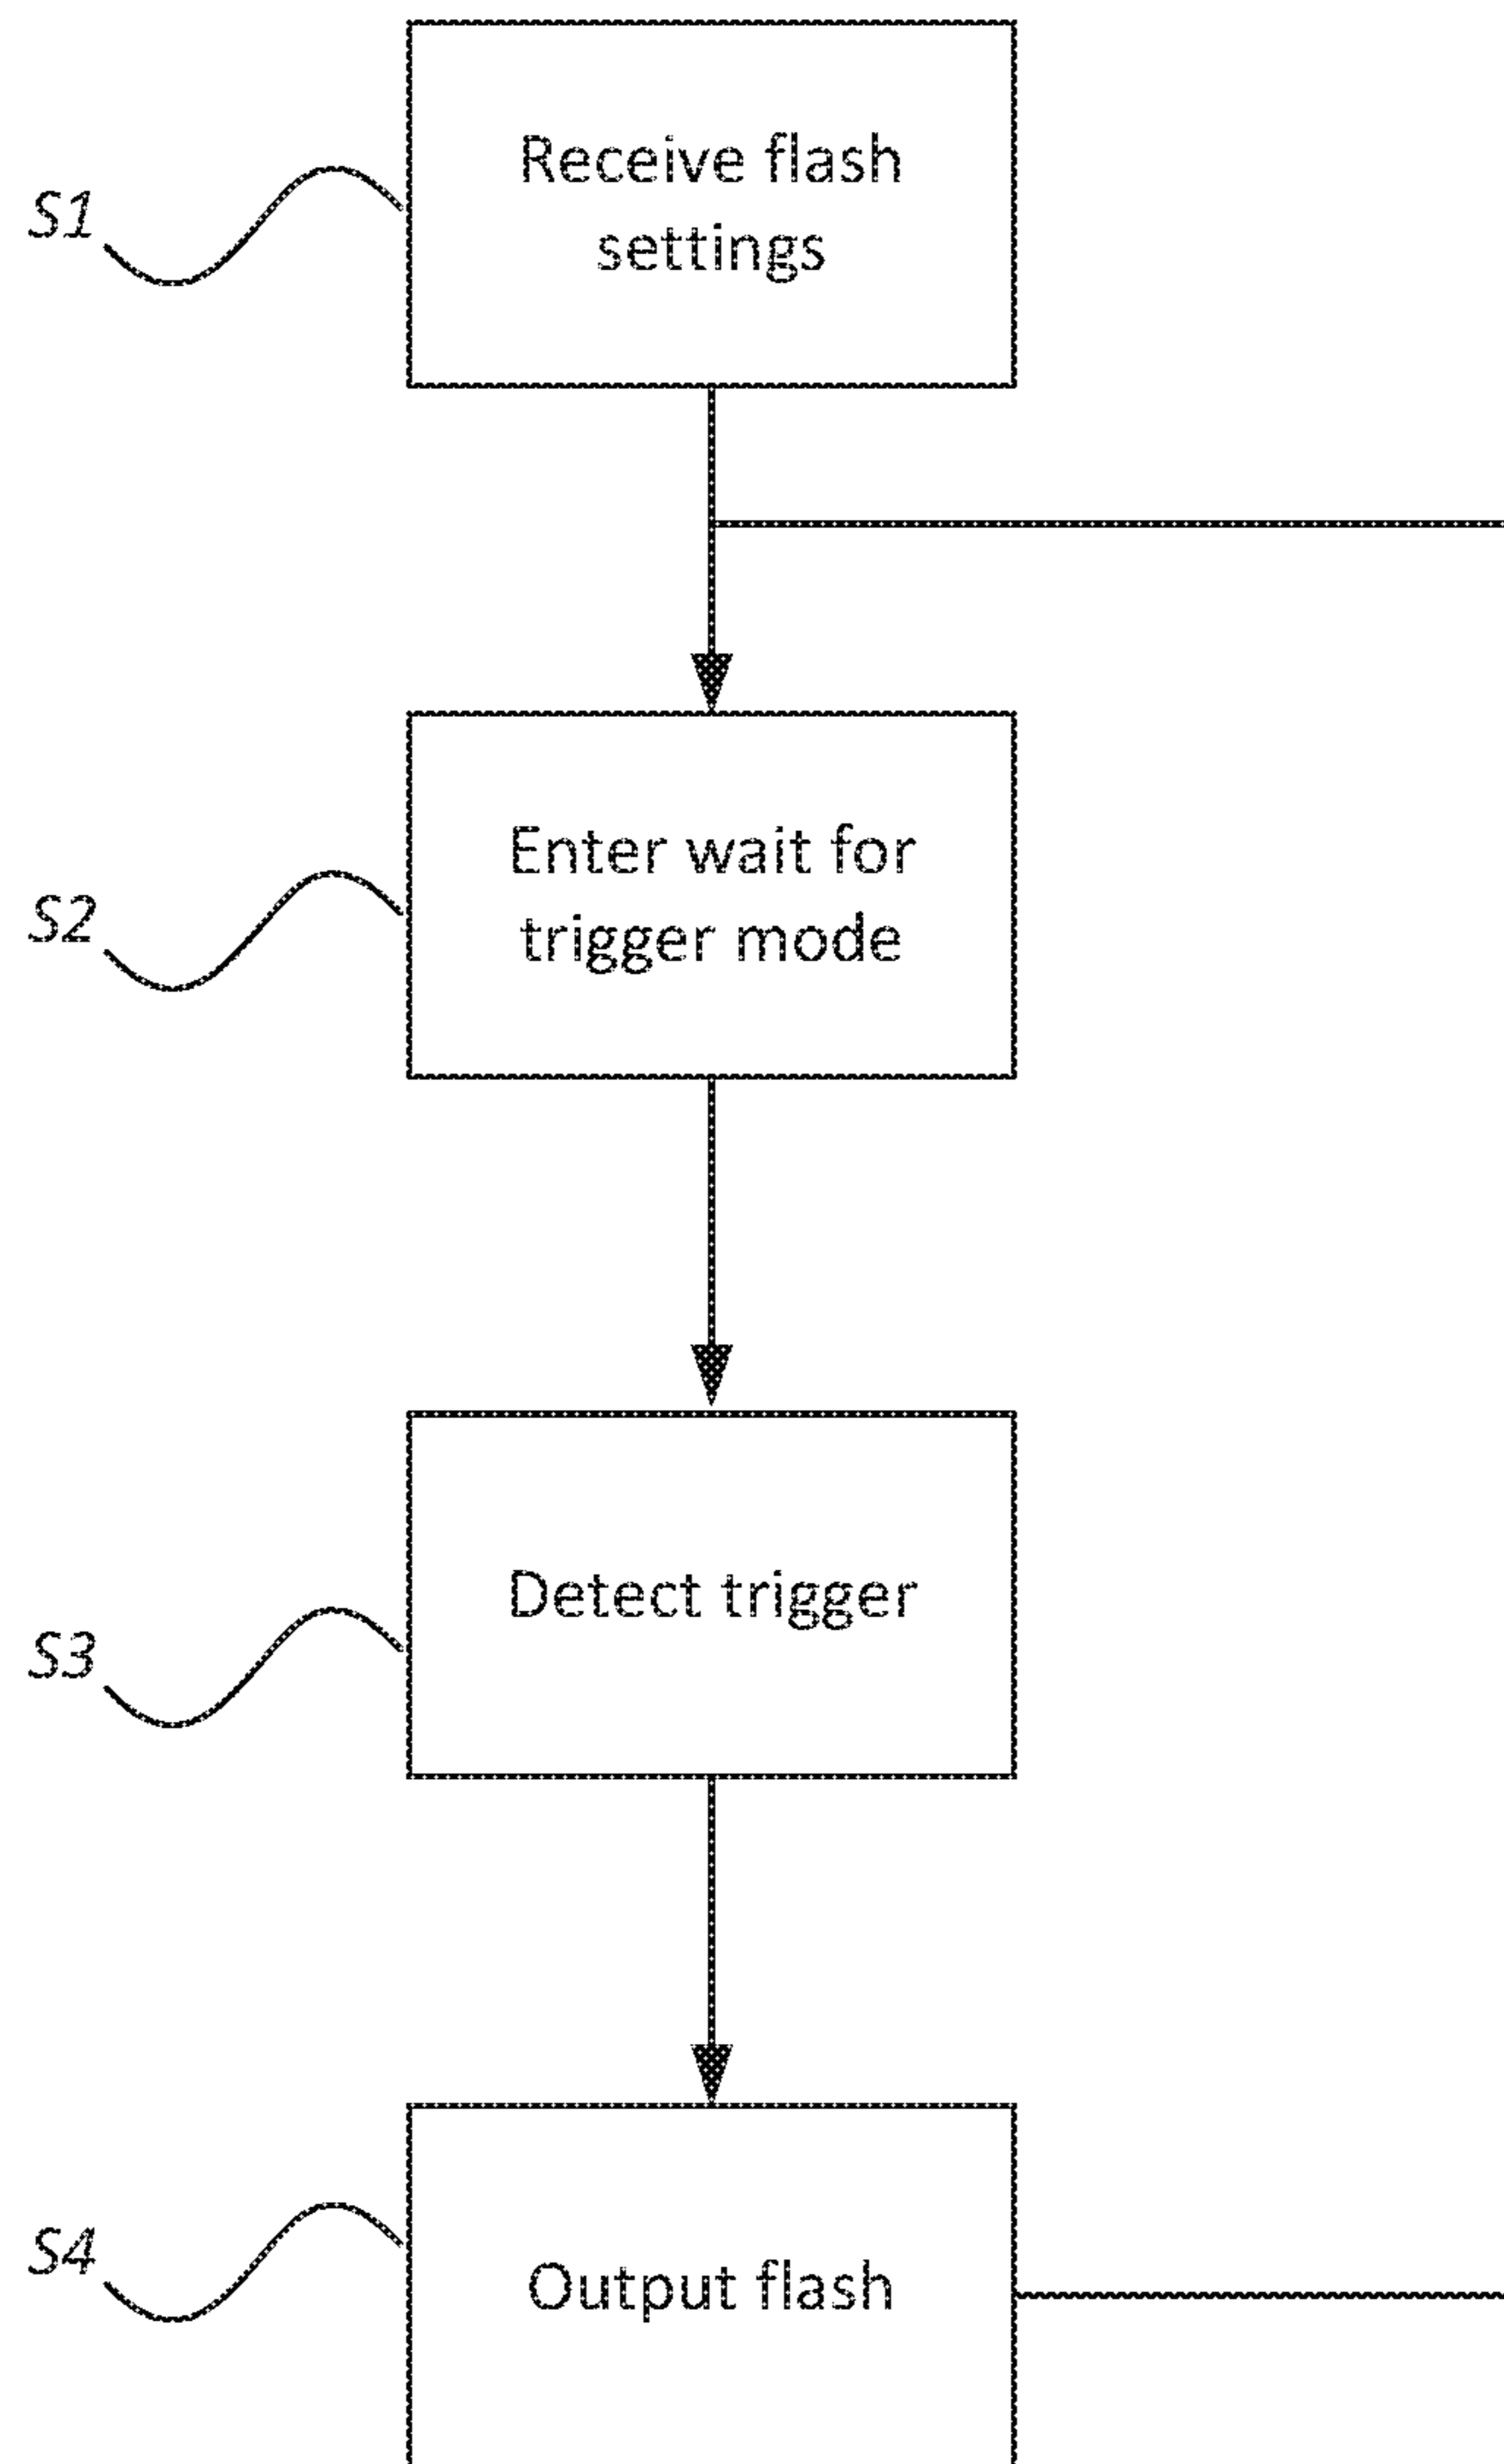 S1
Receive flash
settings
S2
Enter wait for
trigger mode
S3
Detect trigger
S4
Output flash